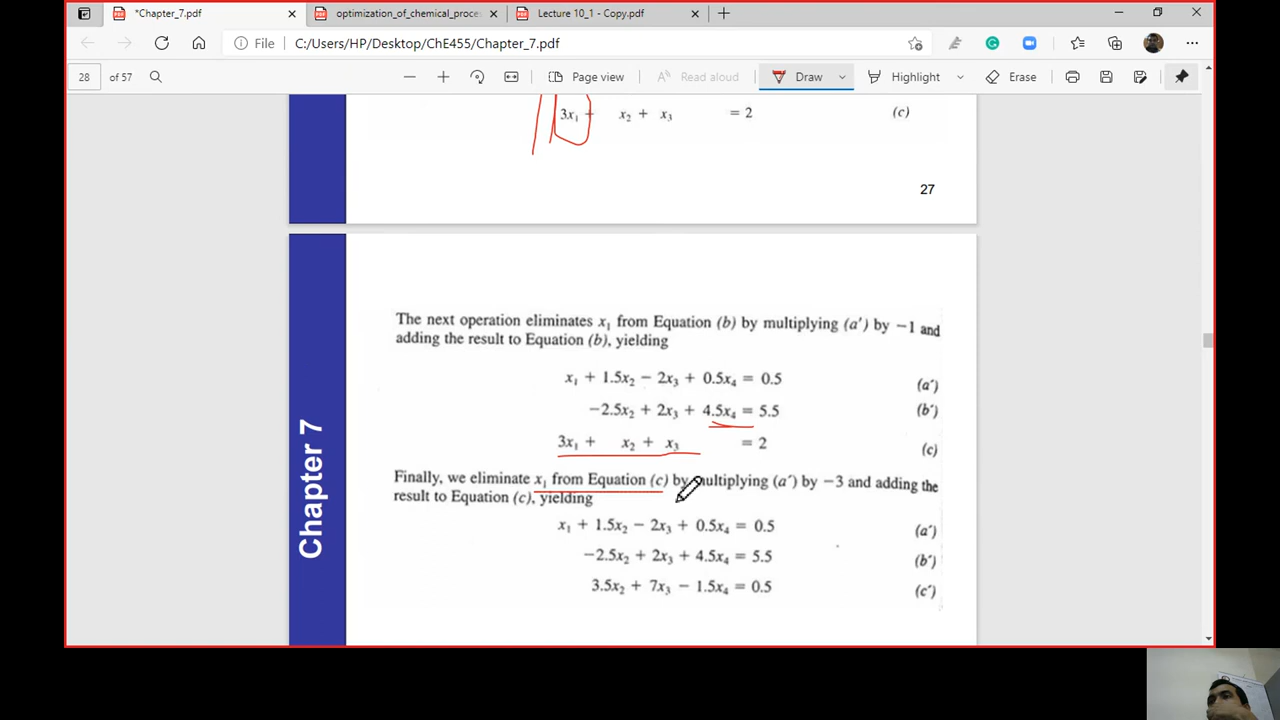 *Chapter_7.pdf
optimization_of_chemical_proce
Lecture 10_1 - Copy.pdf
File
C:/Users/HP/Desktop/ChE455/Chapter_7.pdf
28 of 57
Page view
Read aloud
Draw
Highlight
Erase
3x₁ + x₂ + x₃ = 2 (c)
27
Chapter 7
The next operation eliminates x₁ from Equation (b) by multiplying (a′) by −1 and
adding the result to Equation (b), yielding
x₁ + 1.5x₂ − 2x₃ + 0.5x₄ = 0.5 (a′)
−2.5x₂ + 2x₃ + 4.5x₄ = 5.5 (b′)
3x₁ + x₂ + x₃ = 2 (c)
Finally, we eliminate x₁ from Equation (c) by multiplying (a′) by −3 and adding the
result to Equation (c), yielding
x₁ + 1.5x₂ − 2x₃ + 0.5x₄ = 0.5 (a′)
−2.5x₂ + 2x₃ + 4.5x₄ = 5.5 (b′)
3.5x₂ + 7x₃ − 1.5x₄ = 0.5 (c′)